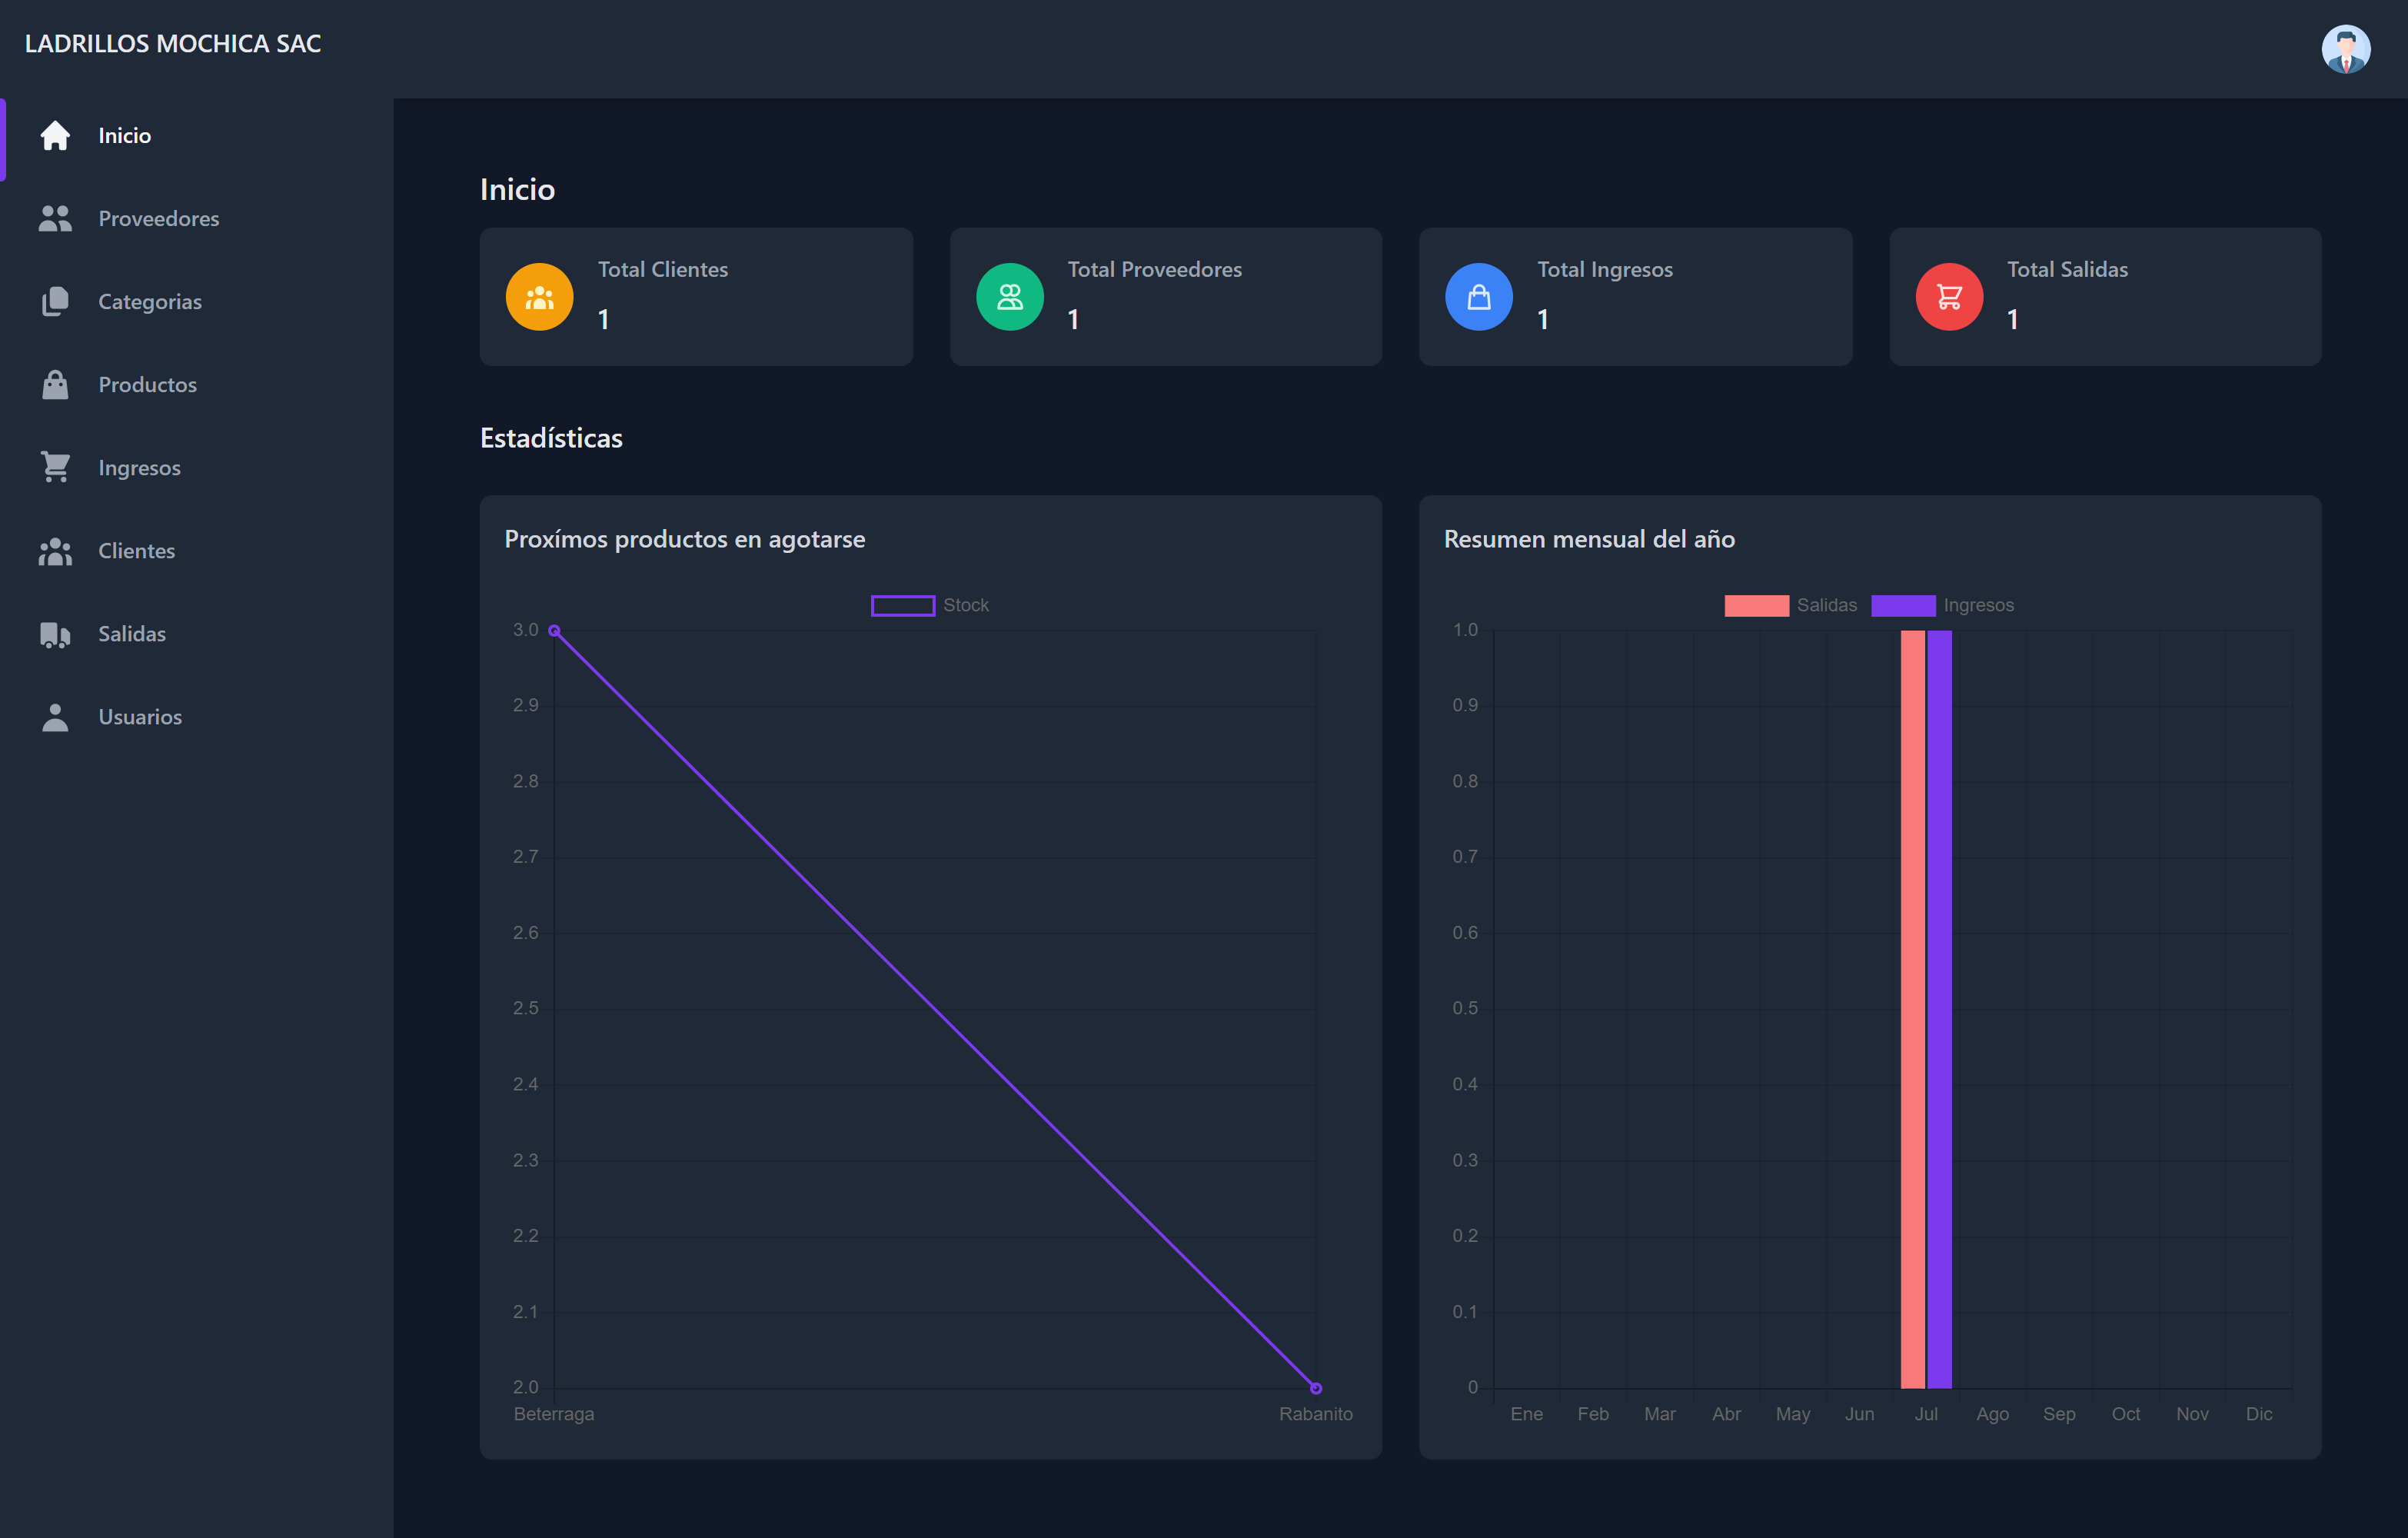 LADRILLOS MOCHICA SAC
Inicio
Proveedores
Categorias
Productos
Ingresos
Clientes
Salidas
Usuarios
Inicio
Total Clientes
1
Total Proveedores
1
Total Ingresos
1
Total Salidas
1
Estadísticas
Proxímos productos en agotarse
Stock
3.0
2.9
2.8
2.7
2.6
2.5
2.4
2.3
2.2
2.1
2.0
Beterraga Rabanito
Resumen mensual del año
Salidas Ingresos
1.0
0.9
0.8
0.7
0.6
0.5
0.4
0.3
0.2
0.1
0
Ene Feb Mar Abr May Jun Jul Ago Sep Oct Nov Dic